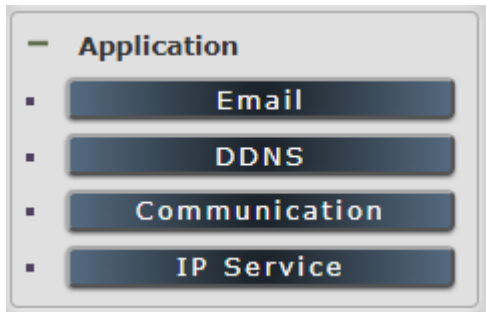 Application
Email
DDNS
Communication
IP Service